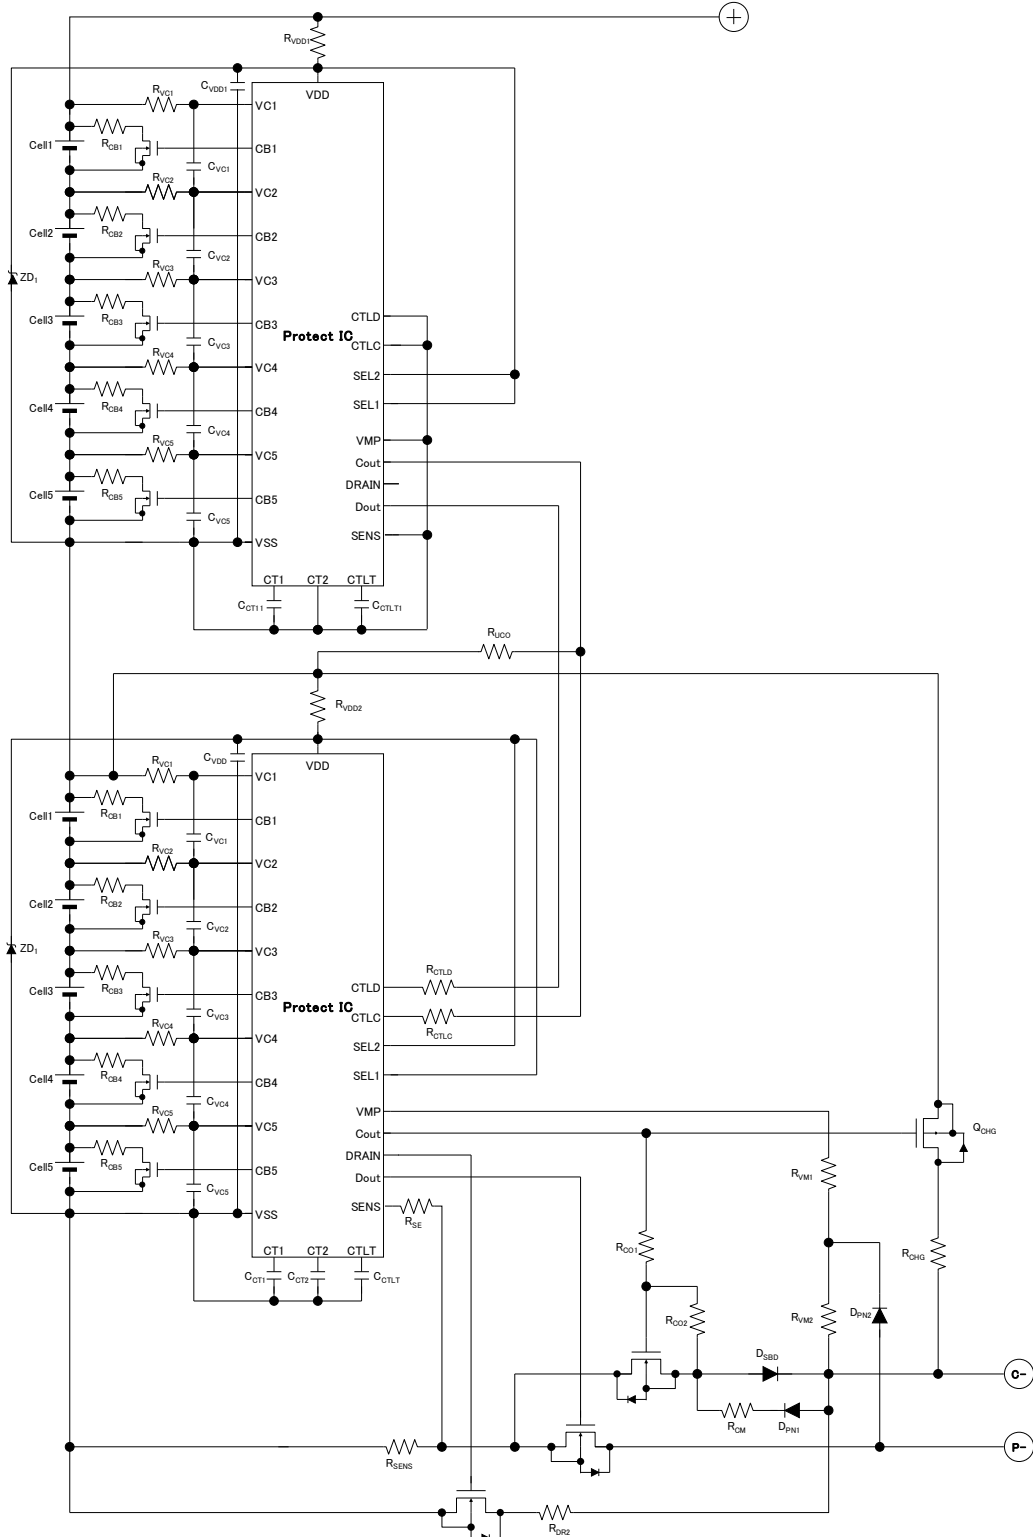 +
RVDD1
CVDD1
VDD
RVC1
VC1
Cell1
RCB1
CB1
CVC1
RVC2
VC2
Cell2
RCB2
CB2
CVC2
ZD1
RVC3
VC3
Cell3
RCB3
CB3
CVC3
Protect IC
CTLD
CTLC
RVC4
VC4
SEL2
Cell4
RCB4
CB4
SEL1
CVC4
RVC5
VC5
VMP
Cout
Cell5
RCB5
CB5
DRAIN
Dout
CVC5
VSS
SENS
CT1
CT2
CTLT
CCT11
CCTLT1
RUCO
RVDD2
CVDD
VDD
RVC1
VC1
Cell1
RCB1
CB1
CVC1
RVC2
VC2
Cell2
RCB2
CB2
CVC2
ZD1
RVC3
VC3
RCTLD
Cell3
RCB3
CB3
CTLD
Protect IC
CVC3
CTLC
RCTLC
RVC4
VC4
SEL2
Cell4
RCB4
CB4
SEL1
CVC4
RVC5
VC5
VMP
Cout
QCHG
Cell5
RCB5
CB5
DRAIN
Dout
RVM1
CVC5
VSS
SENS
RSE
CT1
CT2
CTLT
CCT1
CCT2
CCTLT
RCO1
RCHG
RCO2
RVM2
DPN2
DSBD
C-
RCM
DPN1
RSENS
P-
RDR2